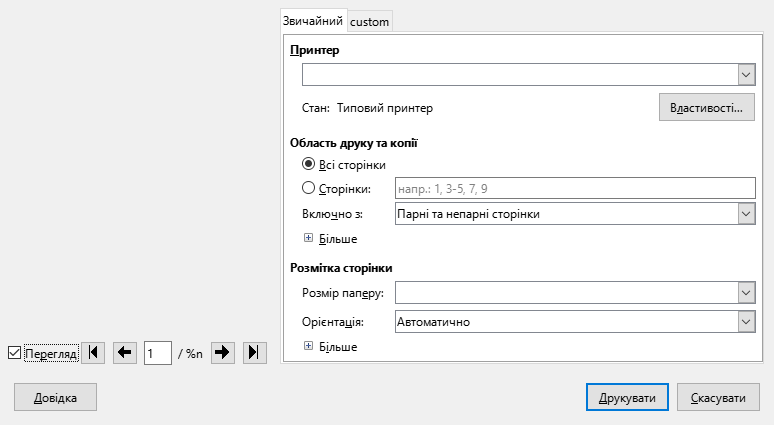 Звичайний custom
Принтер
Стан: Типовий принтер
Властивості...
Область друку та копії
Всі сторінки
Сторінки: напр.: 1, 3-5, 7, 9
Включно з: Парні та непарні сторінки
Більше
Розмітка сторінки
Розмір паперу:
Орієнтація: Автоматично
Більше
Перегляд 1 / %n
Довідка Друкувати Скасувати